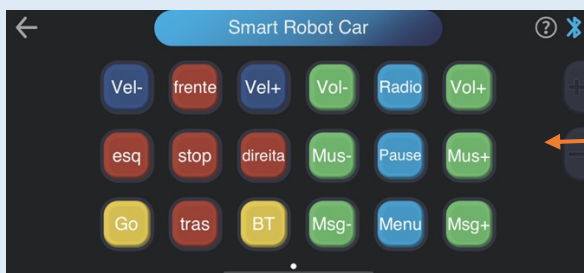 Smart Robot Car
Vel- frente Vel+ Vol- Radio Vol+
esq stop direita Mus- Pause Mus+
Go tras BT Msg- Menu Msg+